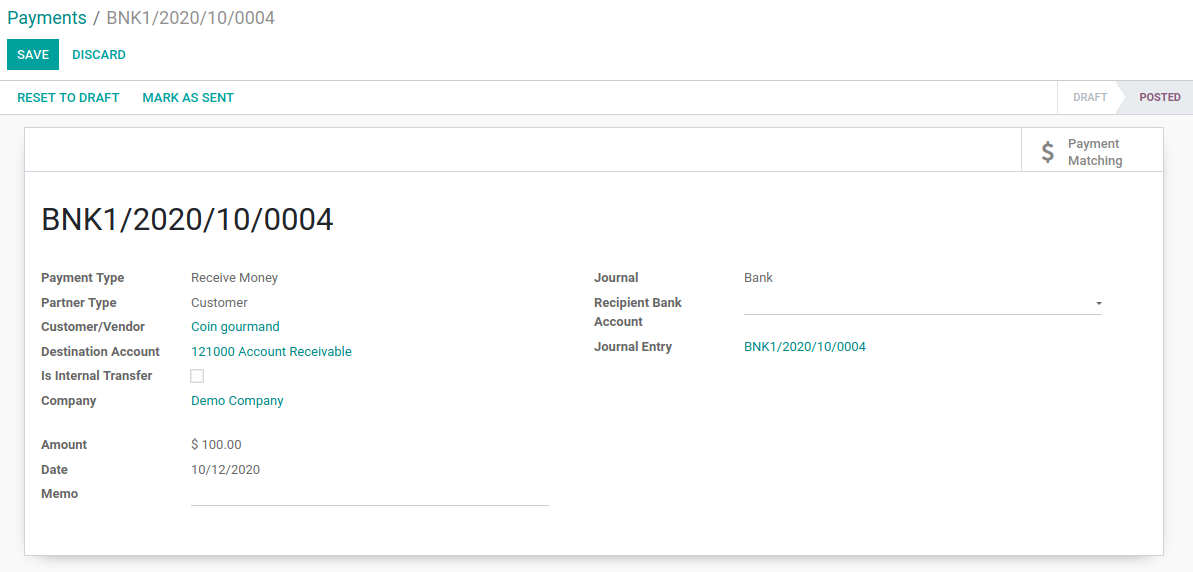 Payments / BNK1/2020/10/0004
SAVE DISCARD
RESET TO DRAFT MARK AS SENT DRAFT POSTED
$ Payment
Matching
BNK1/2020/10/0004
Payment Type Receive Money
Partner Type Customer
Customer/Vendor Coin gourmand
Destination Account 121000 Account Receivable
Is Internal Transfer
Company Demo Company
Amount $ 100.00
Date 10/12/2020
Memo
Journal Bank
Recipient Bank
Account
Journal Entry BNK1/2020/10/0004